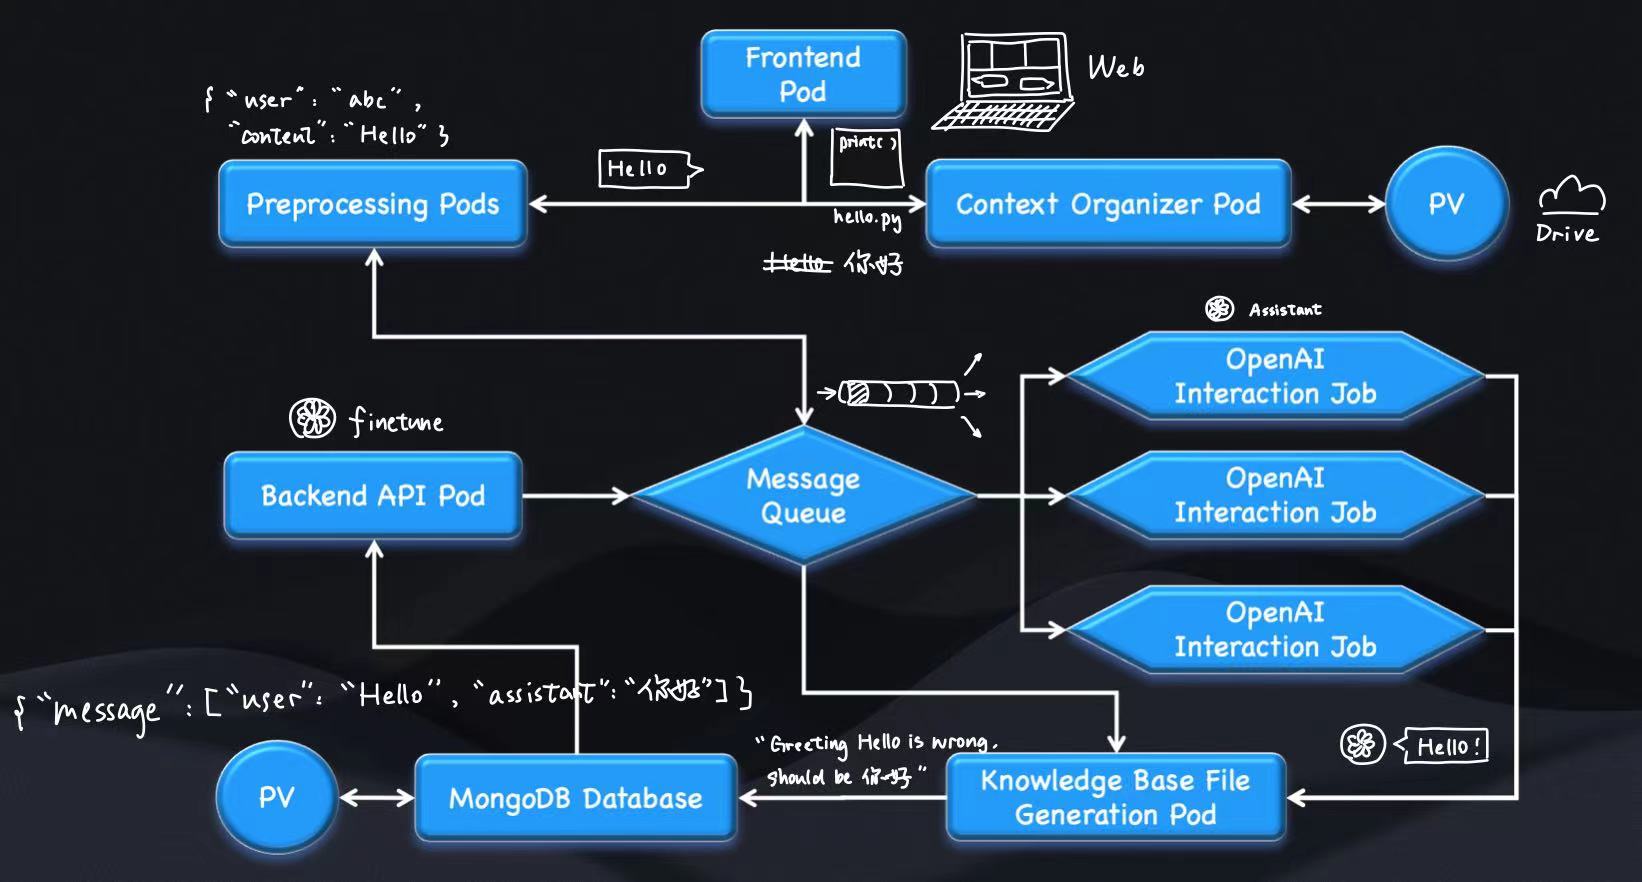 Frontend
Pod
Web
{ "user": "abc",
"content": "Hello" }
Hello
print( )
hello.py
Preprocessing Pods
Context Organizer Pod
PV
Drive
Hello 你好
Assistant
OpenAI
Interaction Job
finetune
Backend API Pod
Message
Queue
OpenAI
Interaction Job
OpenAI
Interaction Job
{ "message": ["user": "Hello", "assistant": "你好"] }
"Greeting Hello is wrong.
should be 你好"
Hello!
PV
MongoDB Database
Knowledge Base File
Generation Pod